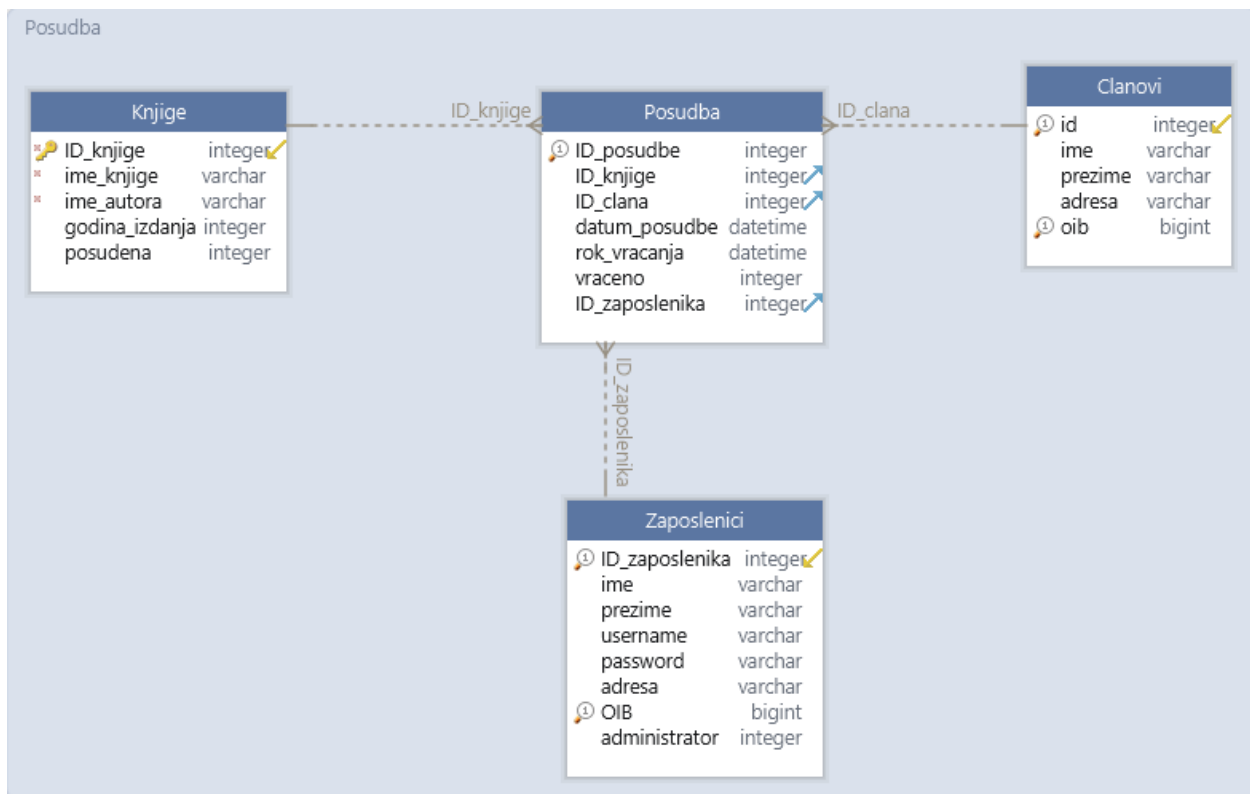 Posudba
Knjige
ID_knjige integer
ime_knjige varchar
ime_autora varchar
godina_izdanja integer
posudena integer
ID_knjige
Posudba
ID_posudbe integer
ID_knjige integer
ID_clana integer
datum_posudbe datetime
rok_vracanja datetime
vraceno integer
ID_zaposlenika integer
ID_clana
Clanovi
id integer
ime varchar
prezime varchar
adresa varchar
oib bigint
ID_zaposlenika
Zaposlenici
ID_zaposlenika integer
ime varchar
prezime varchar
username varchar
password varchar
adresa varchar
OIB bigint
administrator integer